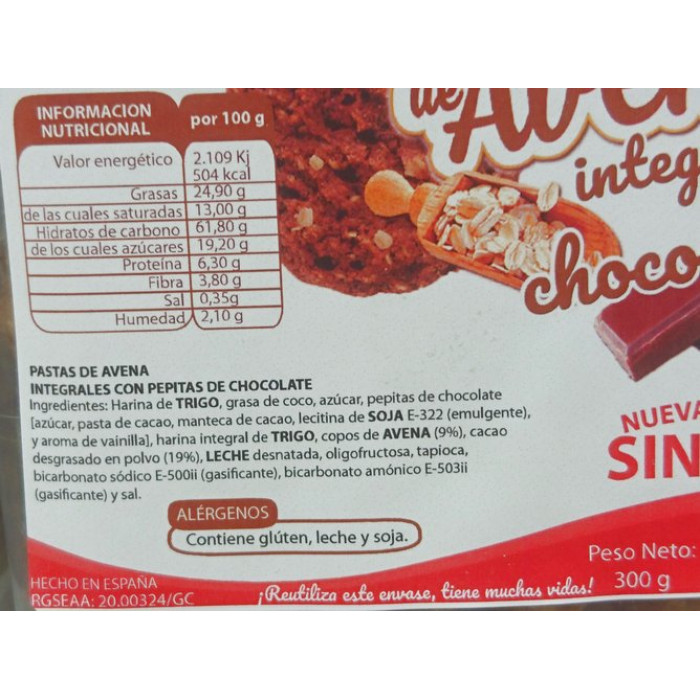 INFORMACION
NUTRICIONAL
por 100 g
Valor energético 2.109 Kj
504 kcal
Grasas 24,90 g
de las cuales saturadas 13,00 g
Hidratos de carbono 61,80 g
de los cuales azúcares 19,20 g
Proteína 6,30 g
Fibra 3,80 g
Sal 0,35g
Humedad 2,10 g
de
integ
choco
PASTAS DE AVENA
INTEGRALES CON PEPITAS DE CHOCOLATE
Ingredientes: Harina de TRIGO, grasa de coco, azúcar, pepitas de chocolate
[azúcar, pasta de cacao, manteca de cacao, lecitina de SOJA E-322 (emulgente),
y aroma de vainilla], harina integral de TRIGO, copos de AVENA (9%), cacao
desgrasado en polvo (19%), LECHE desnatada, oligofructosa, tapioca,
bicarbonato sódico E-500ii (gasificante), bicarbonato amónico E-503ii
(gasificante) y sal.
ALÉRGENOS
Contiene glúten, leche y soja.
NUEVA
SIN
Peso Neto:
300 g
HECHO EN ESPAÑA
RGSEAA: 20.00324/GC
¡Reutiliza este envase, tiene muchas vidas!